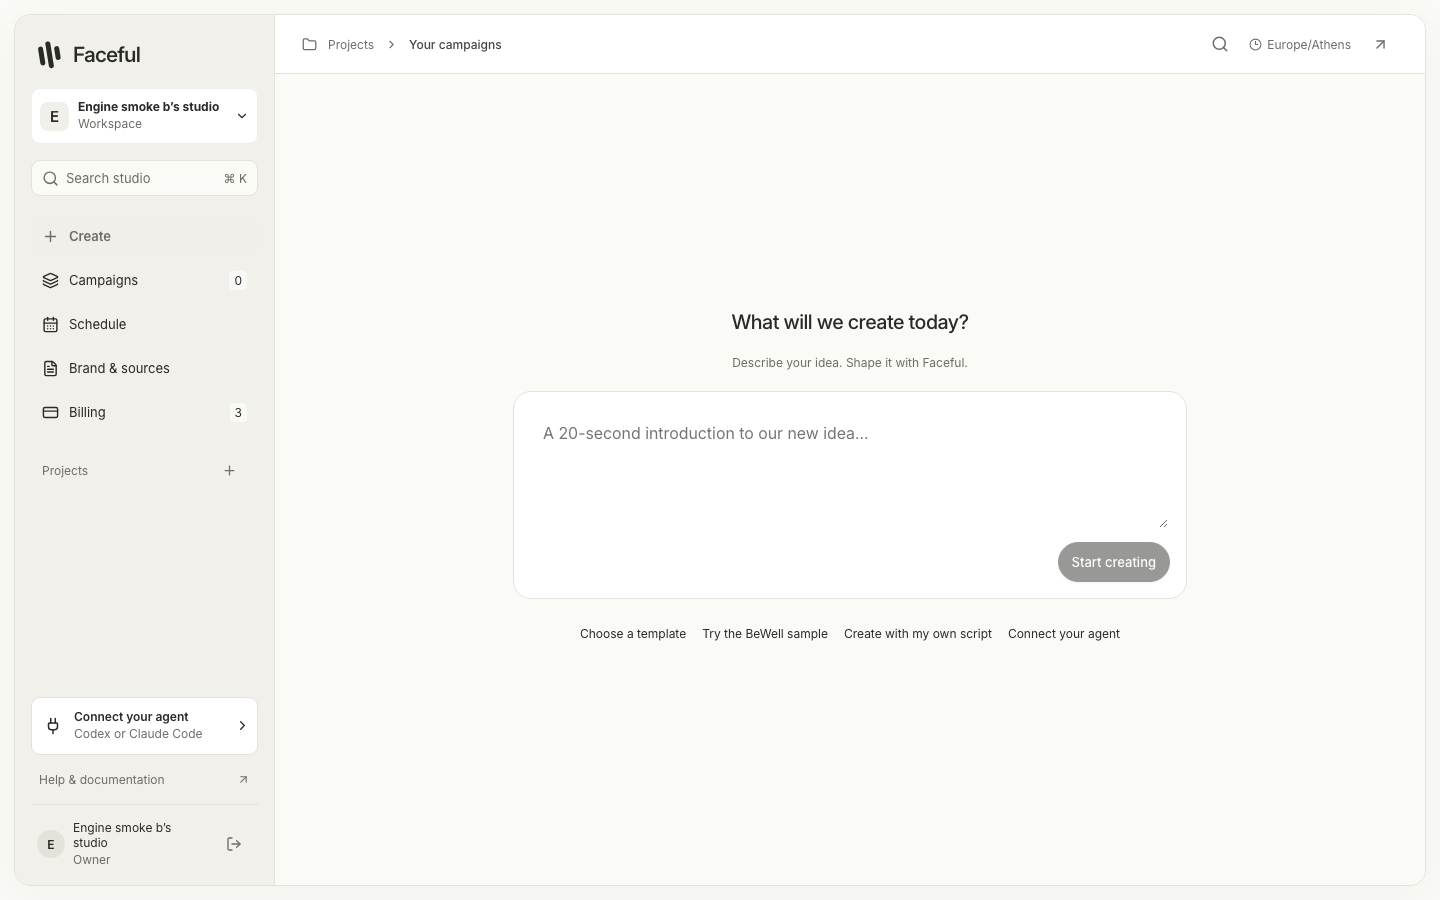 Faceful
Engine smoke b’s studio
Workspace
E
Search studio
⌘ K
Create
Campaigns
0
Schedule
Brand & sources
Billing
3
Projects
Connect your agent
Codex or Claude Code
Help & documentation
E
Engine smoke b’s
studio
Owner
Projects
Your campaigns
Europe/Athens
What will we create today?
Describe your idea. Shape it with Faceful.
A 20-second introduction to our new idea...
Start creating
Choose a template
Try the BeWell sample
Create with my own script
Connect your agent